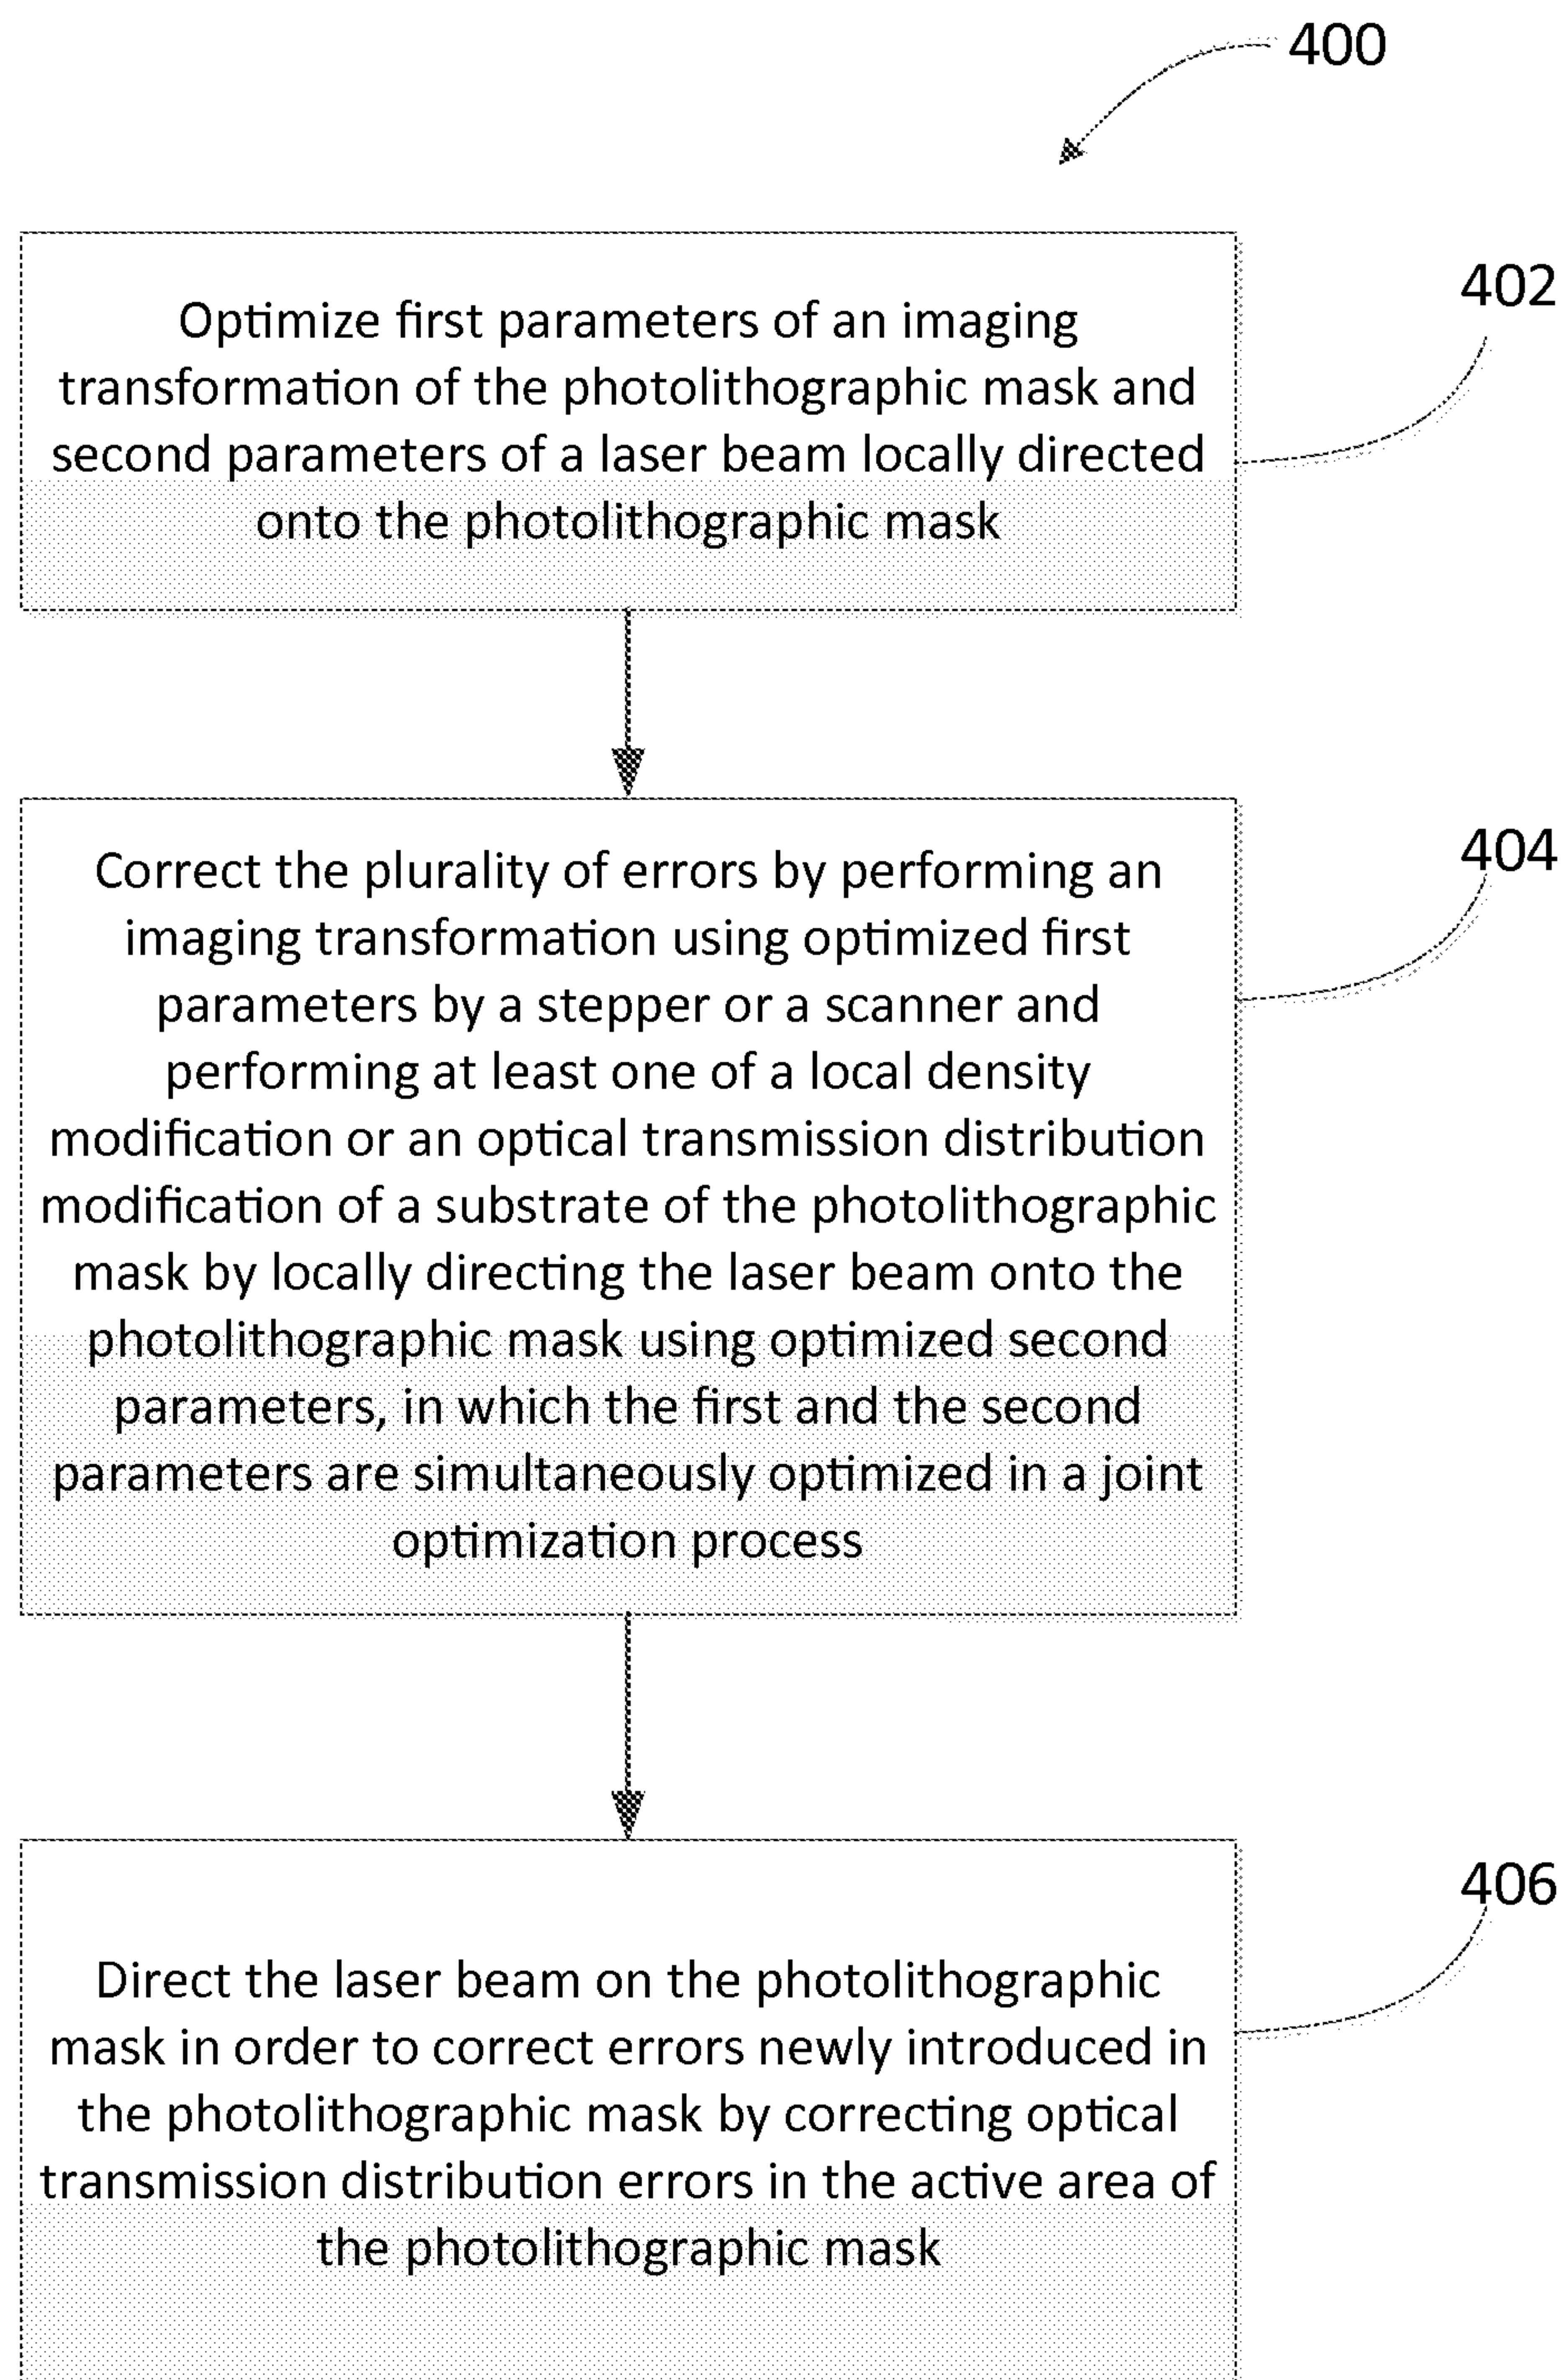 400
402
Optimize first parameters of an imaging
transformation of the photolithographic mask and
second parameters of a laser beam locally directed
onto the photolithographic mask
404
Correct the plurality of errors by performing an
imaging transformation using optimized first
parameters by a stepper or a scanner and
performing at least one of a local density
modification or an optical transmission distribution
modification of a substrate of the photolithographic
mask by locally directing the laser beam onto the
photolithographic mask using optimized second
parameters, in which the first and the second
parameters are simultaneously optimized in a joint
optimization process
406
Direct the laser beam on the photolithographic
mask in order to correct errors newly introduced in
the photolithographic mask by correcting optical
transmission distribution errors in the active area of
the photolithographic mask